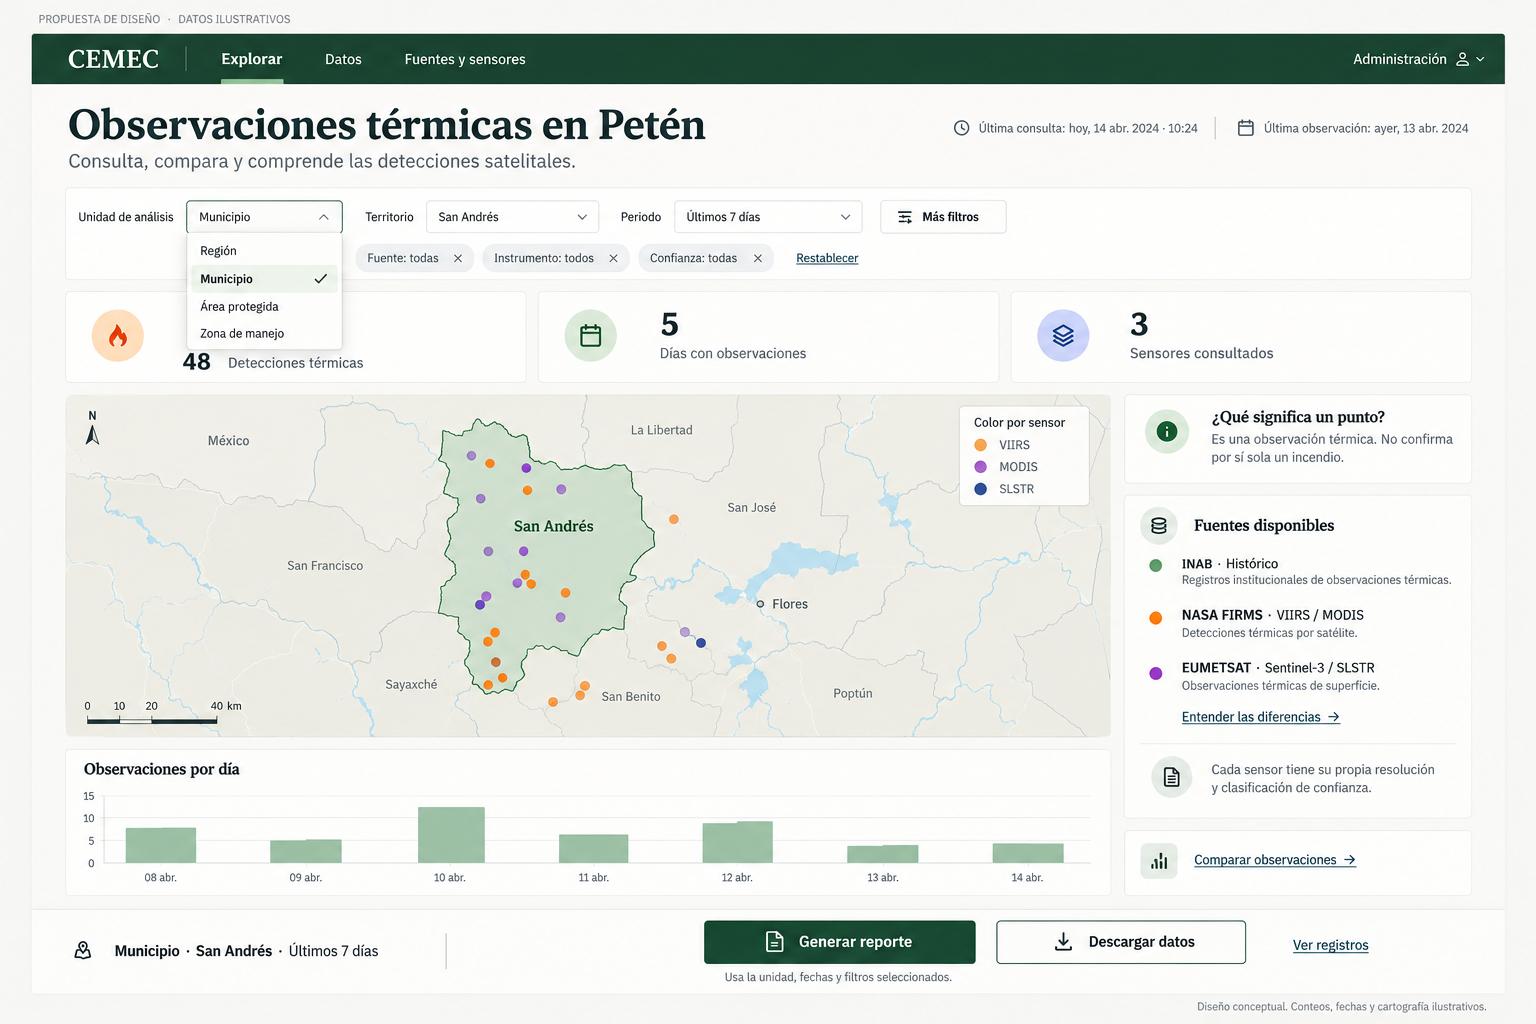 PROPUESTA DE DISEÑO · DATOS ILUSTRATIVOS
CEMEC
Explorar
Datos
Fuentes y sensores
Administración
Observaciones térmicas en Petén
Consulta, compara y comprende las detecciones satelitales.
Última consulta: hoy, 14 abr. 2024 · 10:24
Última observación: ayer, 13 abr. 2024
Unidad de análisis
Municipio
Territorio
San Andrés
Periodo
Últimos 7 días
Más filtros
Región
Municipio
Área protegida
Zona de manejo
Fuente: todas
Instrumento: todos
Confianza: todas
Restablecer
48 Detecciones térmicas
5
Días con observaciones
3
Sensores consultados
N
México
La Libertad
San José
San Andrés
San Francisco
Flores
Sayaxché
San Benito
Poptún
0 10 20 40 km
Color por sensor
VIIRS
MODIS
SLSTR
¿Qué significa un punto?
Es una observación térmica. No confirma
por sí sola un incendio.
Fuentes disponibles
INAB · Histórico
Registros institucionales de observaciones térmicas.
NASA FIRMS · VIIRS / MODIS
Detecciones térmicas por satélite.
EUMETSAT · Sentinel-3 / SLSTR
Observaciones térmicas de superficie.
Entender las diferencias →
Cada sensor tiene su propia resolución
y clasificación de confianza.
Comparar observaciones →
Observaciones por día
15
10
5
0
08 abr.
09 abr.
10 abr.
11 abr.
12 abr.
13 abr.
14 abr.
Municipio · San Andrés · Últimos 7 días
Generar reporte
Usa la unidad, fechas y filtros seleccionados.
Descargar datos
Ver registros
Diseño conceptual. Conteos, fechas y cartografía ilustrativos.